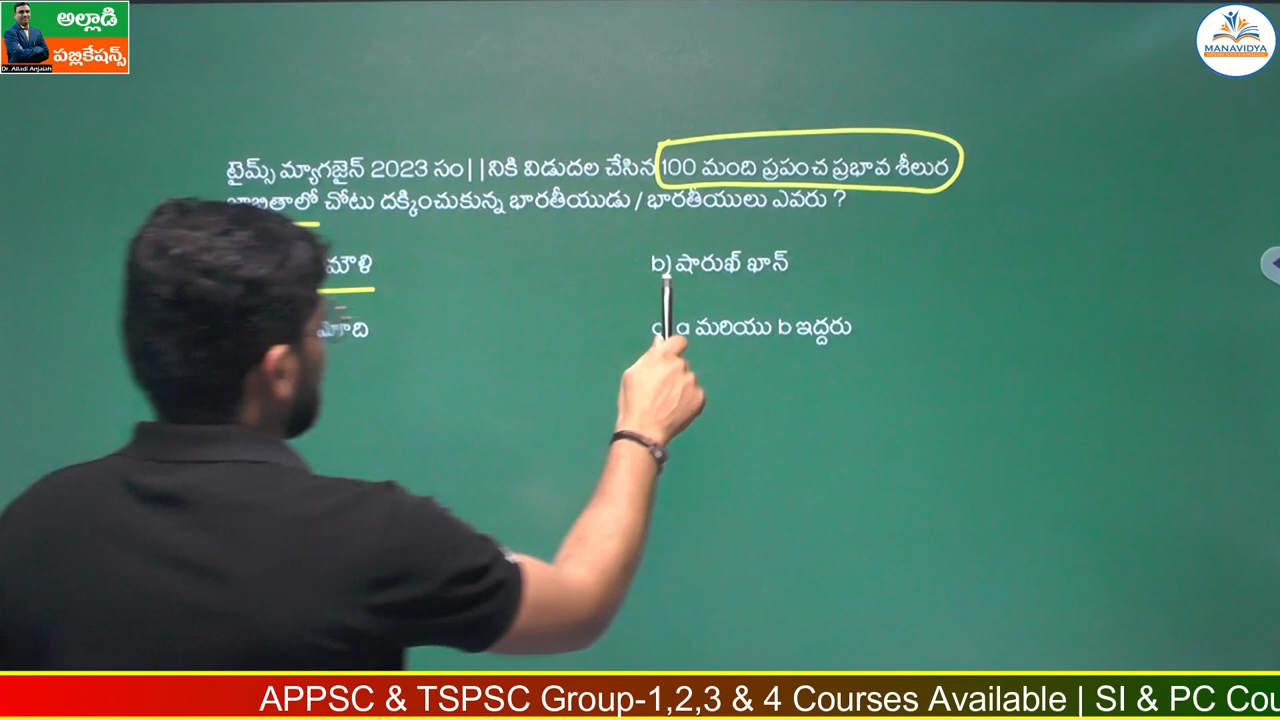 అల్లాడి
పబ్లికేషన్స్
Dr. Alladi Anjaiah
MANAVIDYA
టైమ్స్ మ్యాగజైన్ 2023 సం||నికి విడుదల చేసిన 100 మంది ప్రపంచ ప్రభావ శీలుర
జాబితాలో చోటు దక్కించుకున్న భారతీయుడు / భారతీయులు ఎవరు ?
మౌళి
b) షారుఖ్ ఖాన్
మోది
a మరియు b ఇద్దరు
APPSC & TSPSC Group-1,2,3 & 4 Courses Available | SI & PC Cou